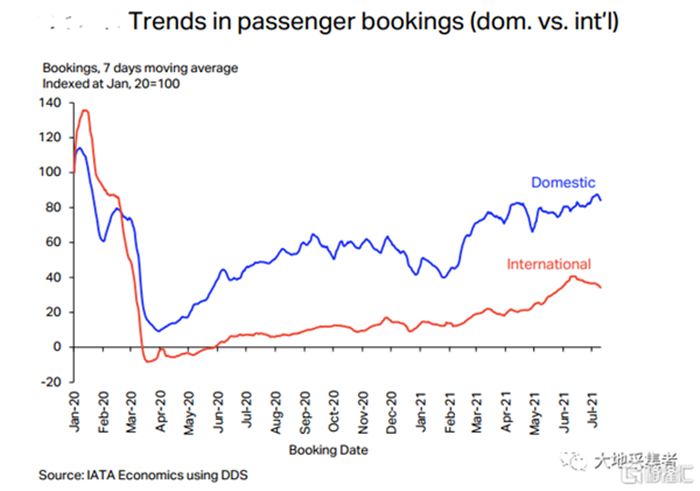 Trends in passenger bookings (dom. vs. int'l)
Bookings, 7 days moving average
Indexed at Jan, 20=100
140
120
100
80
60
40
20
0
-20
Domestic
International
Jan-20 Feb-20 Mar-20 Apr-20 May-20 Jun-20 Jul-20 Aug-20 Sep-20 Oct-20 Nov-20 Dec-20 Jan-21 Feb-21 Mar-21 Apr-21 May-21 Jun-21 Jul-21
Booking Date
Source: IATA Economics using DDS
大地采集者
格隆汇